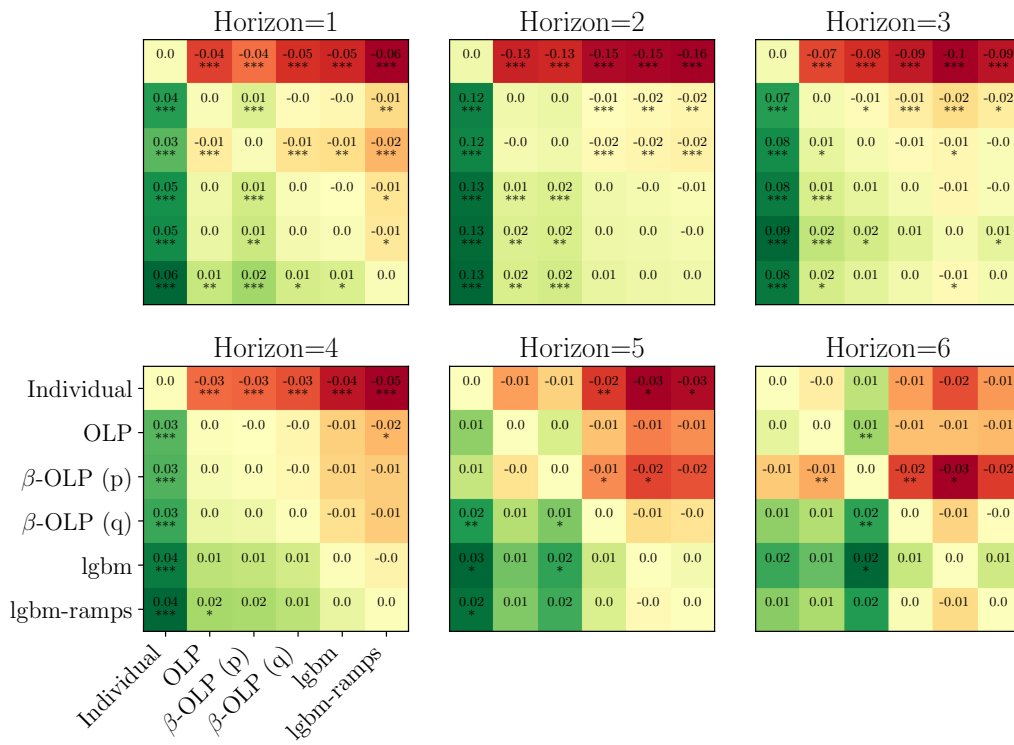 Horizon=1 Horizon=2 Horizon=3
0.0 -0.04 -0.04 -0.05 -0.05 -0.06 0.0 -0.13 -0.13 -0.15 -0.15 -0.16 0.0 -0.07 -0.08 -0.09 -0.1 -0.09
*** *** *** *** *** *** *** *** *** *** *** *** *** *** ***
0.04 0.0 0.01 -0.0 -0.0 -0.01 0.12 0.0 0.0 -0.01 -0.02 -0.02 0.07 0.0 -0.01 -0.01 -0.02 -0.02
*** *** ** *** *** ** ** *** * *** *** *
0.03 -0.01 0.0 -0.01 -0.01 -0.02 0.12 -0.0 0.0 -0.02 -0.02 -0.02 0.08 0.01 0.0 -0.01 -0.01 -0.0
*** *** *** ** *** *** *** ** *** *** * *
0.05 0.0 0.01 0.0 -0.0 -0.01 0.13 0.01 0.02 0.0 -0.0 -0.01 0.08 0.01 0.01 0.0 -0.01 -0.0
*** *** * *** *** *** *** ***
0.05 0.0 0.01 0.0 0.0 -0.01 0.13 0.02 0.02 0.0 0.0 -0.0 0.09 0.02 0.02 0.01 0.0 0.01
*** ** * *** ** ** *** *** * *
0.06 0.01 0.02 0.01 0.01 0.0 0.13 0.02 0.02 0.01 0.0 0.0 0.08 0.02 0.01 0.0 -0.01 0.0
*** ** *** * * *** ** *** *** * *
Horizon=4 Horizon=5 Horizon=6
Individual 0.0 -0.03 -0.03 -0.03 -0.04 -0.05 0.0 -0.01 -0.01 -0.02 -0.03 -0.03 0.0 -0.0 0.01 -0.01 -0.02 -0.01
*** *** *** *** *** ** * *
OLP 0.03 0.0 -0.0 -0.0 -0.01 -0.02 0.01 0.0 0.0 -0.01 -0.01 -0.01 0.0 0.0 0.01 -0.01 -0.01 -0.01
*** * **
β-OLP (p) 0.03 0.0 0.0 -0.0 -0.01 -0.01 0.01 -0.0 0.0 -0.01 -0.02 -0.02 -0.01 -0.01 0.0 -0.02 -0.03 -0.02
*** * * ** ** *
β-OLP (q) 0.03 0.0 0.0 0.0 -0.01 -0.01 0.02 0.01 0.01 0.0 -0.01 -0.0 0.01 0.01 0.02 0.0 -0.01 -0.0
*** ** * **
lgbm 0.04 0.01 0.01 0.01 0.0 -0.0 0.03 0.01 0.02 0.01 0.0 0.0 0.02 0.01 0.02 0.01 0.0 0.01
*** * * *
lgbm-ramps 0.04 0.02 0.02 0.01 0.0 0.0 0.02 0.01 0.02 0.0 -0.0 0.0 0.01 0.01 0.02 0.0 -0.01 0.0
*** * *
Individual OLP β-OLP (p) β-OLP (q) lgbm lgbm-ramps